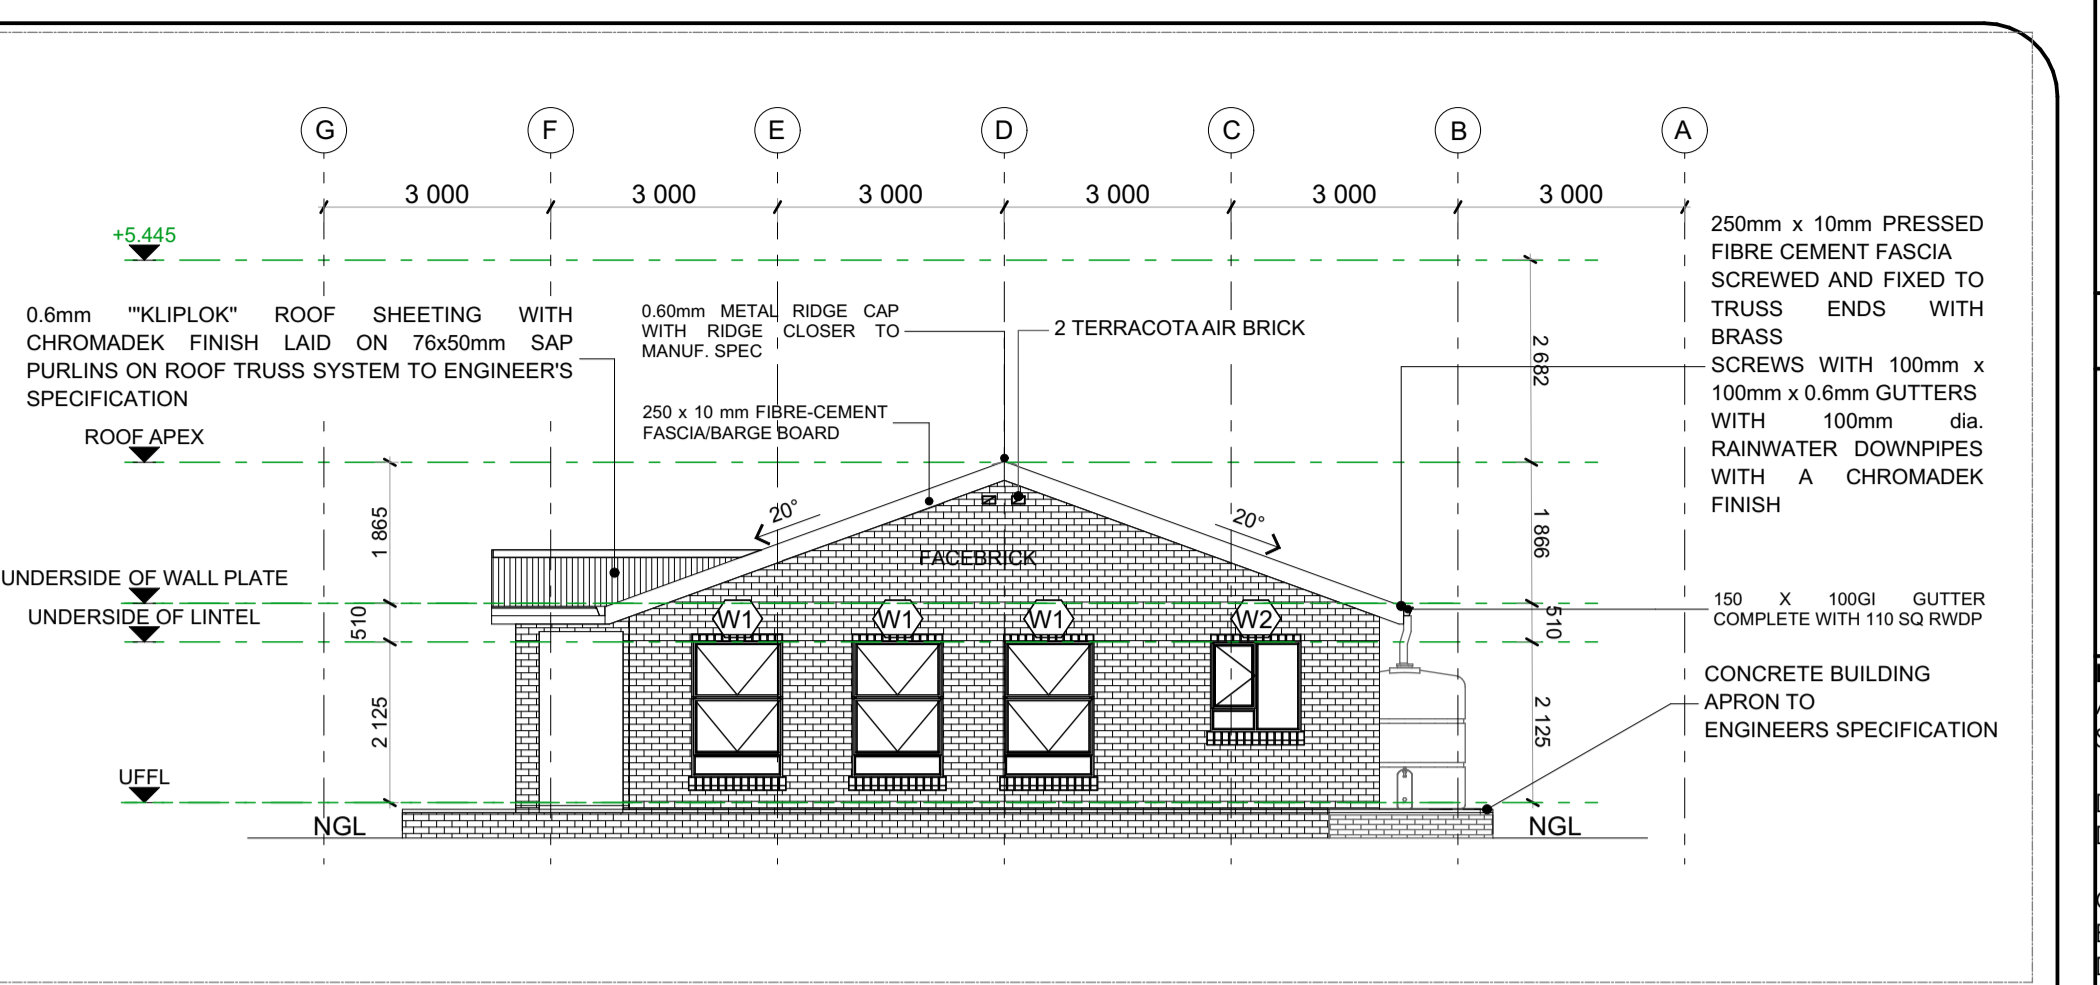 G F E D C B A
3 000 3 000 3 000 3 000 3 000 3 000
+5.445
250mm x 10mm PRESSED
FIBRE CEMENT FASCIA
SCREWED AND FIXED TO
TRUSS ENDS WITH
BRASS
SCREWS WITH 100mm x
100mm x 0.6mm GUTTERS
WITH 100mm dia.
RAINWATER DOWNPIPES
WITH A CHROMADEK
FINISH
0.6mm '"KLIPLOK" ROOF SHEETING WITH
CHROMADEK FINISH LAID ON 76x50mm SAP
PURLINS ON ROOF TRUSS SYSTEM TO ENGINEER'S
SPECIFICATION
0.60mm METAL RIDGE CAP
WITH RIDGE CLOSER TO
MANUF. SPEC
2 TERRACOTA AIR BRICK
250 x 10 mm FIBRE-CEMENT
FASCIA/BARGE BOARD
2 682
ROOF APEX
1 865
20°
20°
1 866
FACEBRICK
UNDERSIDE OF WALL PLATE
UNDERSIDE OF LINTEL
510
W1 W1 W1 W2
510
150 X 100GI GUTTER
COMPLETE WITH 110 SQ RWDP
CONCRETE BUILDING
APRON TO
ENGINEERS SPECIFICATION
2 125
2 125
UFFL
NGL NGL